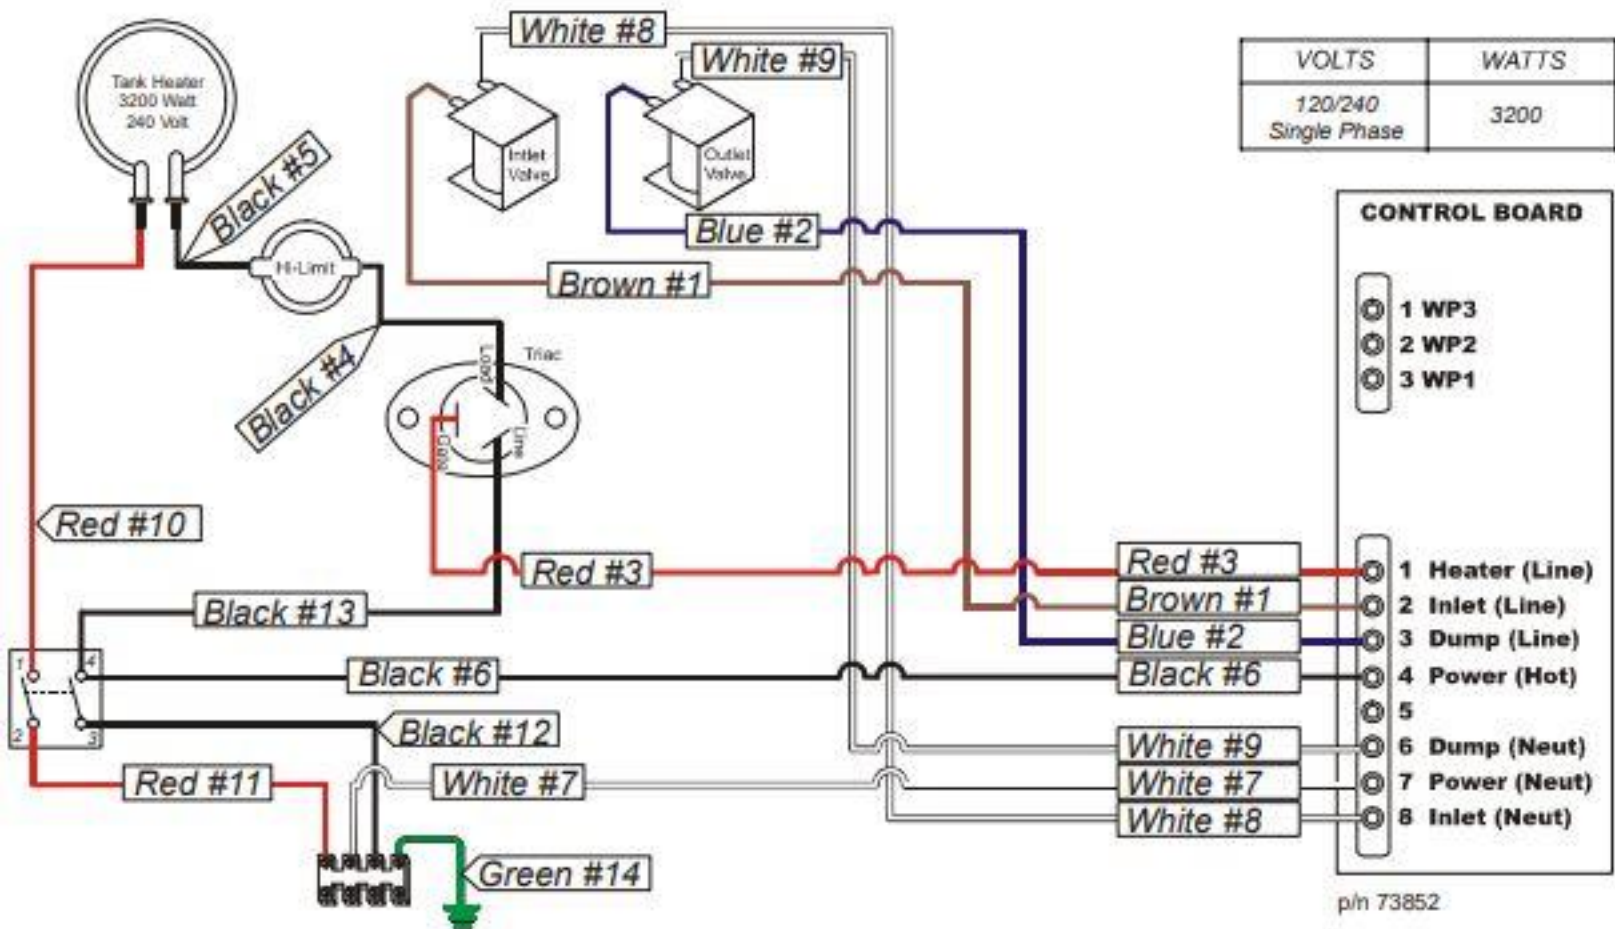 White #8
White #9
VOLTS WATTS
120/240
Single Phase
3200
Tank Heater
3200 Watt
240 Volt
Black #5
Intlet
Valve
Outlet
Valve
Blue #2
CONTROL BOARD
Hi-Limit
Brown #1
1 WP3
2 WP2
3 WP1
Black #4
Load
Triac
Line
Gate
Red #10
Red #3
Red #3
1 Heater (Line)
Black #13
Brown #1
2 Inlet (Line)
Blue #2
3 Dump (Line)
1
4
Black #6
Black #6
4 Power (Hot)
5
2
3
Black #12
White #9
6 Dump (Neut)
Red #11
White #7
White #7
7 Power (Neut)
White #8
8 Inlet (Neut)
Green #14
p/n 73852